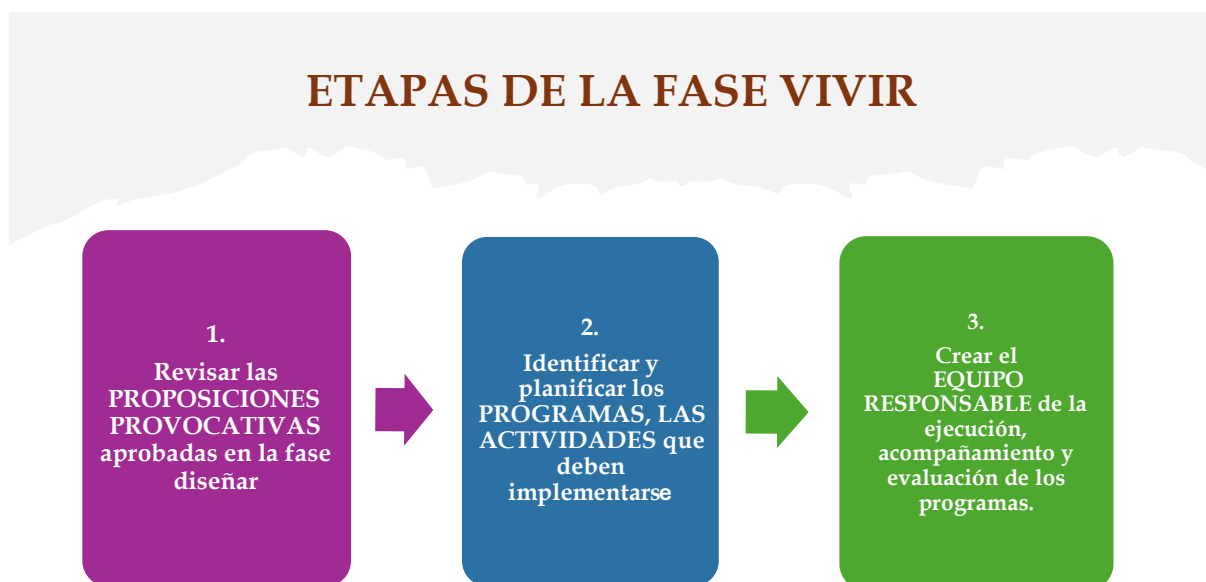 ETAPAS DE LA FASE VIVIR
1.
Revisar las
PROPOSICIONES
PROVOCATIVAS
aprobadas en la fase
diseñar
2.
Identificar y
planificar los
PROGRAMAS, LAS
ACTIVIDADES que
deben
implementarse
3.
Crear el
EQUIPO
RESPONSABLE de la
ejecución,
acompañamiento y
evaluación de los
programas.